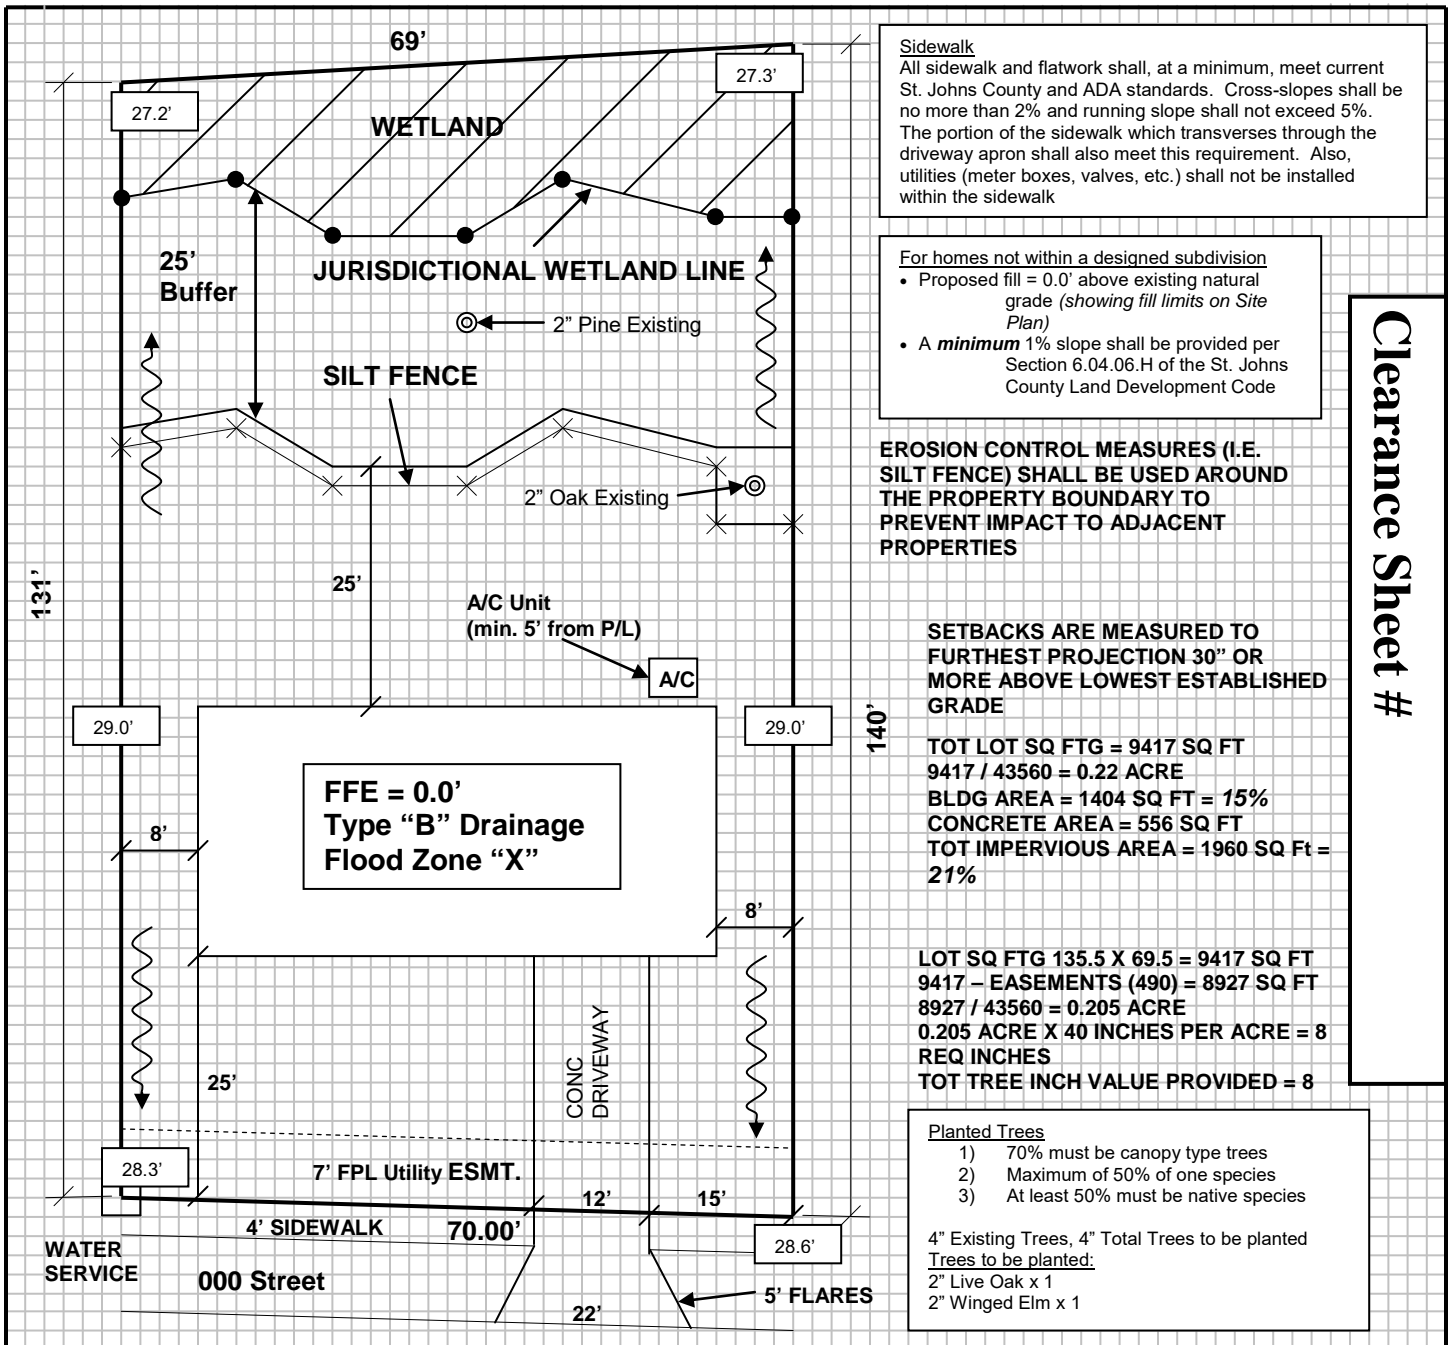 69’
27.2’
27.3’
WETLAND
25’
Buffer
JURISDICTIONAL WETLAND LINE
2” Pine Existing
SILT FENCE
2” Oak Existing
131’
25’
A/C Unit
(min. 5’ from P/L)
A/C
29.0’
29.0’
140’
FFE = 0.0’
Type “B” Drainage
Flood Zone “X”
8’
8’
CONC
DRIVEWAY
25’
28.3’
7’ FPL Utility ESMT.
12’
15’
4’ SIDEWALK
70.00’
28.6’
WATER
SERVICE
000 Street
5’ FLARES
22’
Sidewalk
All sidewalk and flatwork shall, at a minimum, meet current
St. Johns County and ADA standards. Cross-slopes shall be
no more than 2% and running slope shall not exceed 5%.
The portion of the sidewalk which transverses through the
driveway apron shall also meet this requirement. Also,
utilities (meter boxes, valves, etc.) shall not be installed
within the sidewalk
For homes not within a designed subdivision
• Proposed fill = 0.0’ above existing natural
grade (showing fill limits on Site
Plan)
• A minimum 1% slope shall be provided per
Section 6.04.06.H of the St. Johns
County Land Development Code
EROSION CONTROL MEASURES (I.E.
SILT FENCE) SHALL BE USED AROUND
THE PROPERTY BOUNDARY TO
PREVENT IMPACT TO ADJACENT
PROPERTIES
SETBACKS ARE MEASURED TO
FURTHEST PROJECTION 30” OR
MORE ABOVE LOWEST ESTABLISHED
GRADE
TOT LOT SQ FTG = 9417 SQ FT
9417 / 43560 = 0.22 ACRE
BLDG AREA = 1404 SQ FT = 15%
CONCRETE AREA = 556 SQ FT
TOT IMPERVIOUS AREA = 1960 SQ Ft =
21%
LOT SQ FTG 135.5 X 69.5 = 9417 SQ FT
9417 – EASEMENTS (490) = 8927 SQ FT
8927 / 43560 = 0.205 ACRE
0.205 ACRE X 40 INCHES PER ACRE = 8
REQ INCHES
TOT TREE INCH VALUE PROVIDED = 8
Planted Trees
1) 70% must be canopy type trees
2) Maximum of 50% of one species
3) At least 50% must be native species
4” Existing Trees, 4” Total Trees to be planted
Trees to be planted:
2” Live Oak x 1
2” Winged Elm x 1
Clearance Sheet #